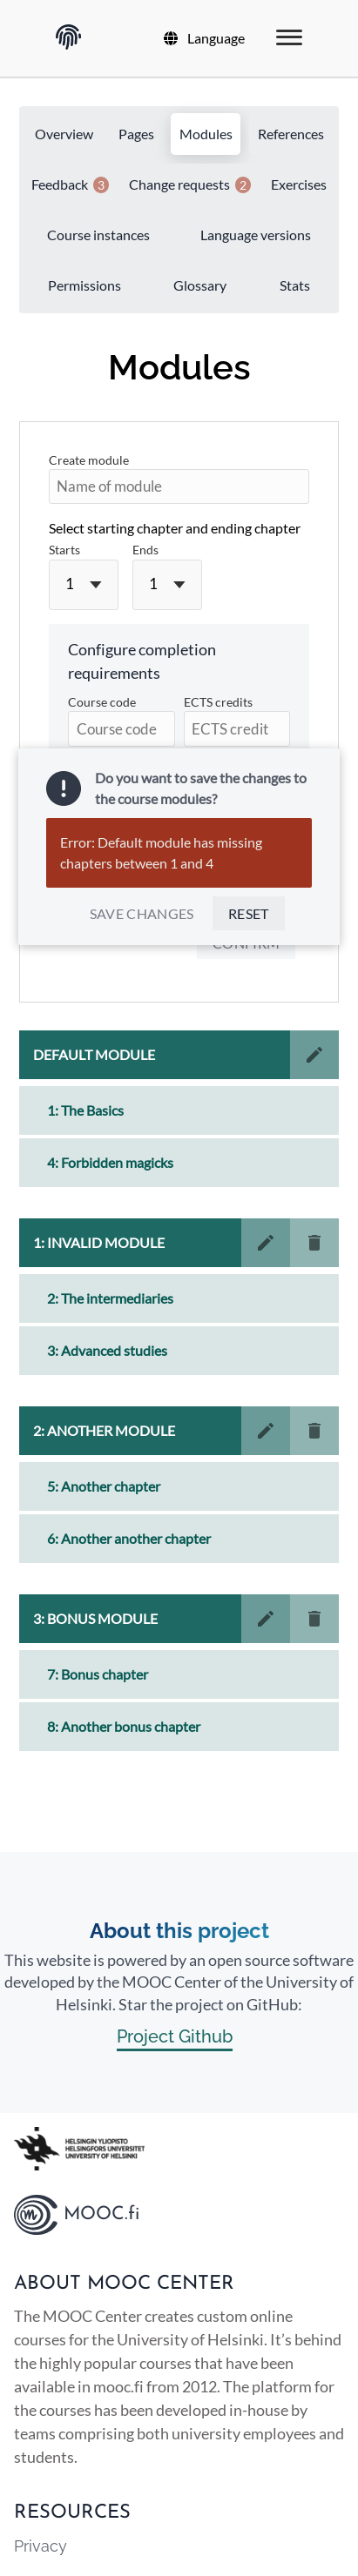 Language
Overview Pages Modules References
Feedback 3 Change requests 2 Exercises
Course instances Language versions
Permissions Glossary Stats
Modules
Create module
Name of module
Select starting chapter and ending chapter
Starts Ends
1 1
Configure completion
requirements
Course code ECTS credits
Course code ECTS credit
Do you want to save the changes to
the course modules?
Error: Default module has missing
chapters between 1 and 4
SAVE CHANGES RESET
CONFIRM
DEFAULT MODULE
1: The Basics
4: Forbidden magicks
1: INVALID MODULE
2: The intermediaries
3: Advanced studies
2: ANOTHER MODULE
5: Another chapter
6: Another another chapter
3: BONUS MODULE
7: Bonus chapter
8: Another bonus chapter
About this project
This website is powered by an open source software
developed by the MOOC Center of the University of
Helsinki. Star the project on GitHub:
Project Github
HELSINGIN YLIOPISTO
HELSINGFORS UNIVERSITET
UNIVERSITY OF HELSINKI
MOOC.fi
ABOUT MOOC CENTER
The MOOC Center creates custom online
courses for the University of Helsinki. It’s behind
the highly popular courses that have been
available in mooc.fi from 2012. The platform for
the courses has been developed in-house by
teams comprising both university employees and
students.
RESOURCES
Privacy